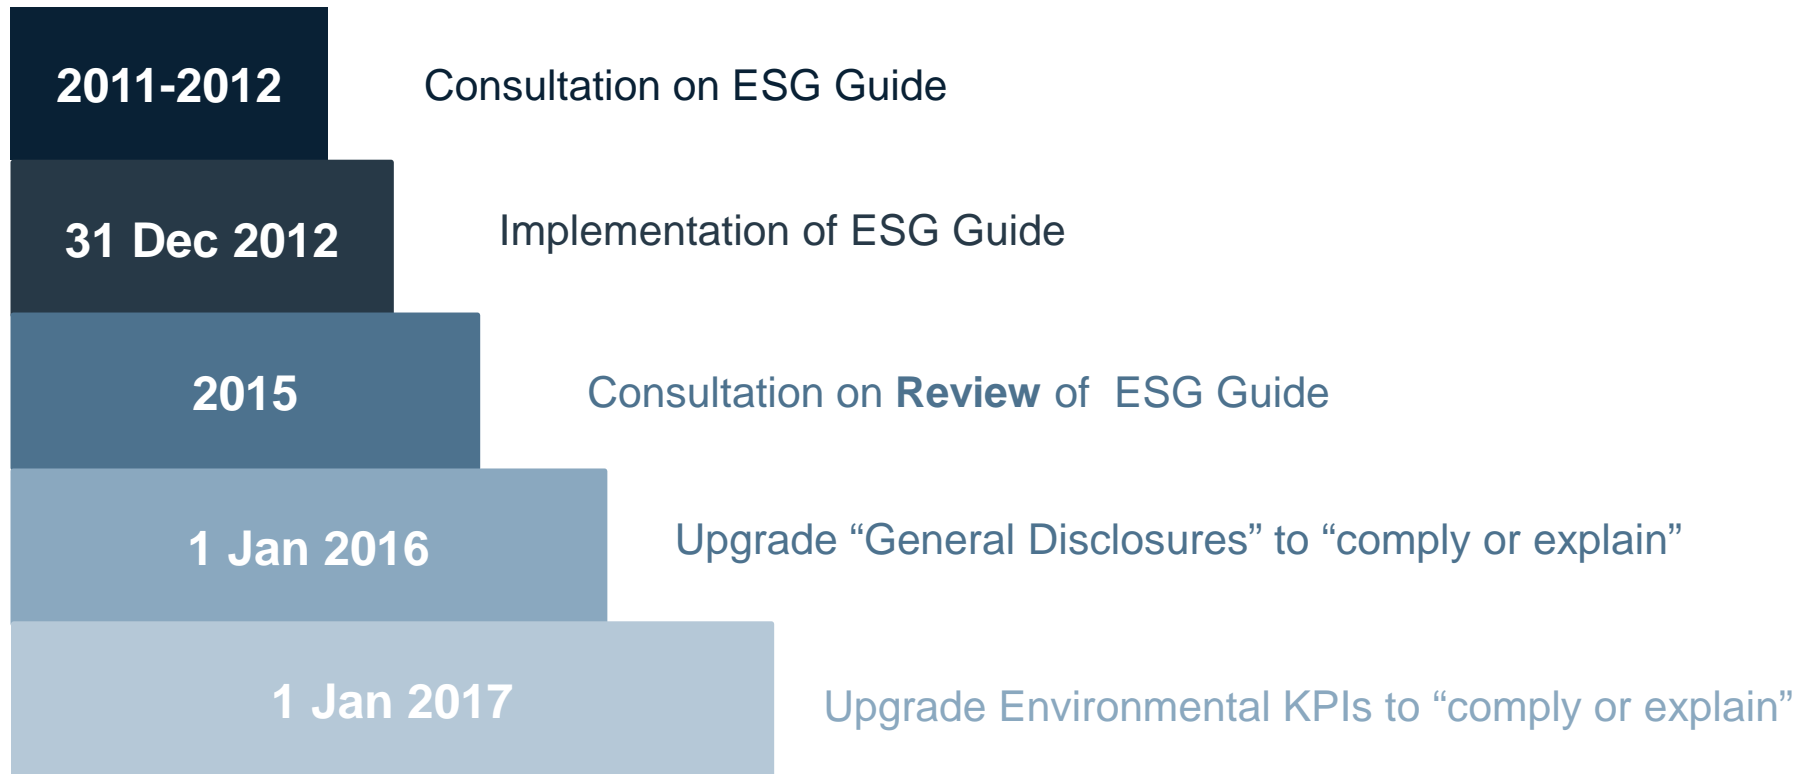 2011-2012
Consultation on ESG Guide
31 Dec 2012
Implementation of ESG Guide
2015
Consultation on Review of ESG Guide
1 Jan 2016
Upgrade “General Disclosures” to “comply or explain”
1 Jan 2017
Upgrade Environmental KPIs to “comply or explain”